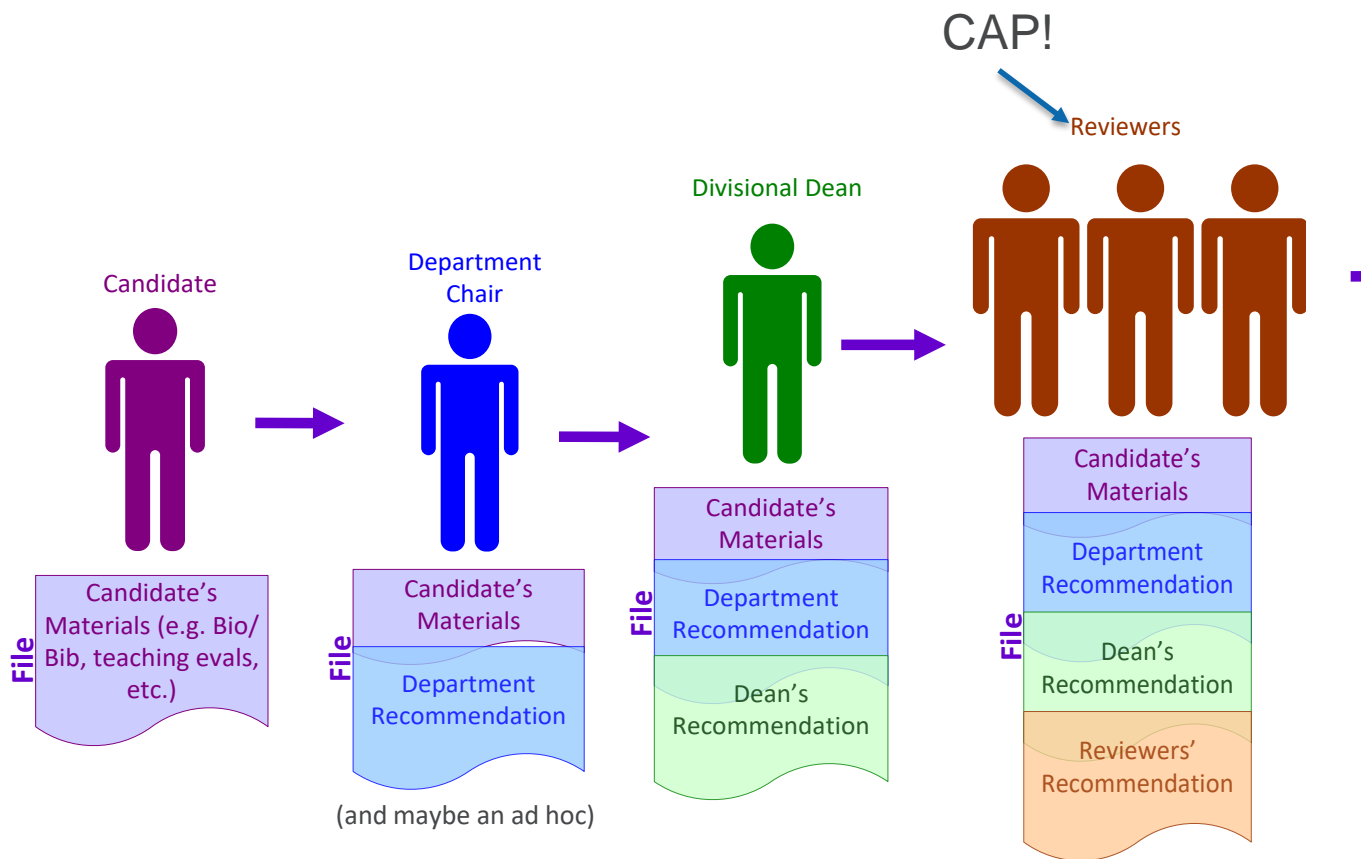 CAP!
Reviewers
Divisional Dean
Department
Chair
Candidate
File
Candidate’s
Materials (e.g. Bio/
Bib, teaching evals,
etc.)
File
Candidate’s
Materials
Department
Recommendation
(and maybe an ad hoc)
File
Candidate’s
Materials
Department
Recommendation
Dean’s
Recommendation
File
Candidate’s
Materials
Department
Recommendation
Dean’s
Recommendation
Reviewers’
Recommendation